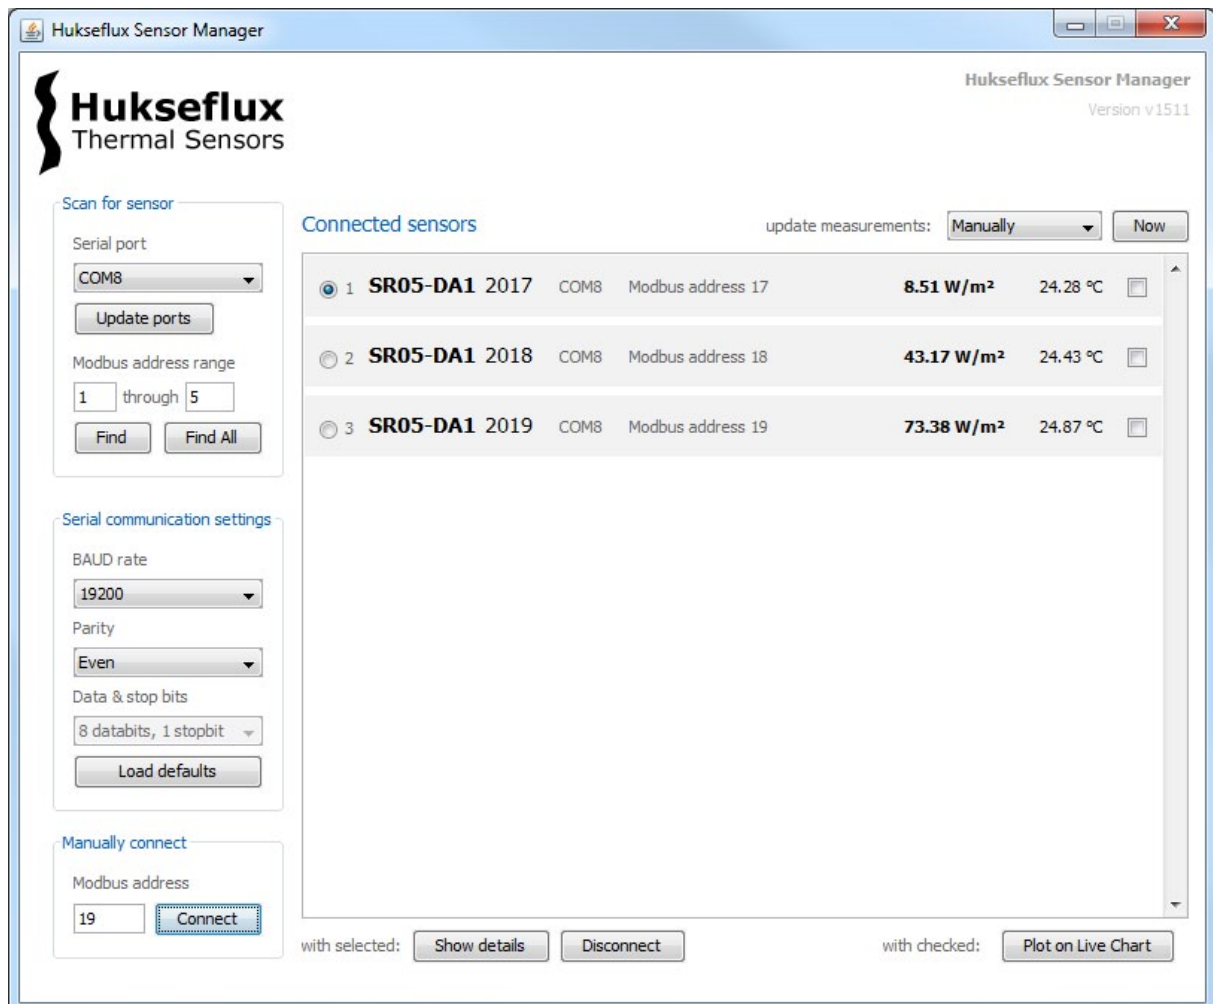 Hukseflux Sensor Manager
Hukseflux
Thermal Sensors
Hukseflux Sensor Manager
Version v1511
Scan for sensor
Serial port
COM8
Update ports
Modbus address range
1 through 5
Find Find All
Serial communication settings
BAUD rate
19200
Parity
Even
Data & stop bits
8 databits, 1 stopbit
Load defaults
Manually connect
Modbus address
19 Connect
Connected sensors update measurements: Manually Now
1 SR05-DA1 2017 COM8 Modbus address 17 8.51 W/m² 24.28 ºC
2 SR05-DA1 2018 COM8 Modbus address 18 43.17 W/m² 24.43 ºC
3 SR05-DA1 2019 COM8 Modbus address 19 73.38 W/m² 24.87 ºC
with selected: Show details Disconnect with checked: Plot on Live Chart